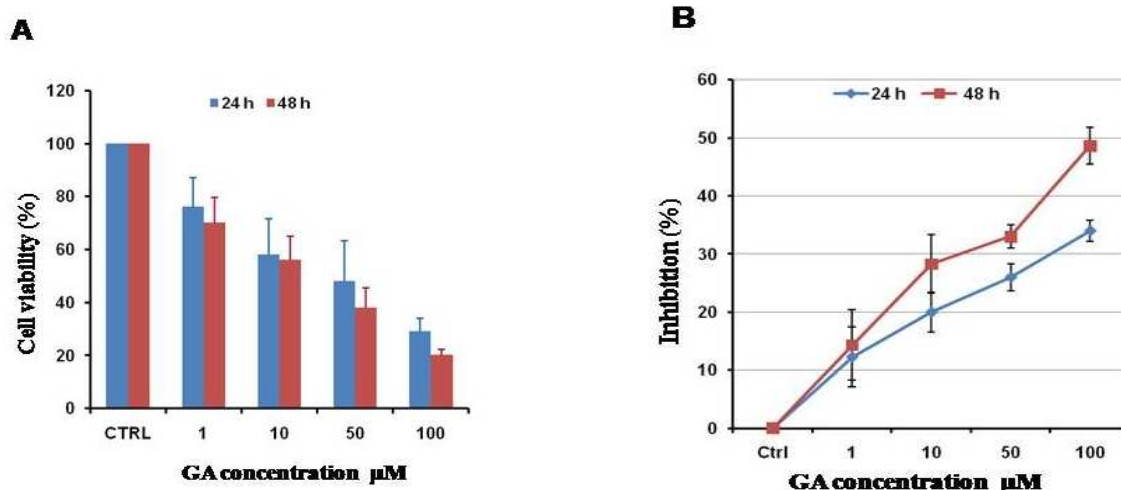 A
120
100
80
60
40
20
0
24 h 48 h
Cell viability (%)
CTRL 1 10 50 100
GA concentration µM
B
60
50
40
30
20
10
0
24 h 48 h
Inhibition (%)
Ctrl 1 10 50 100
GA concentration µM